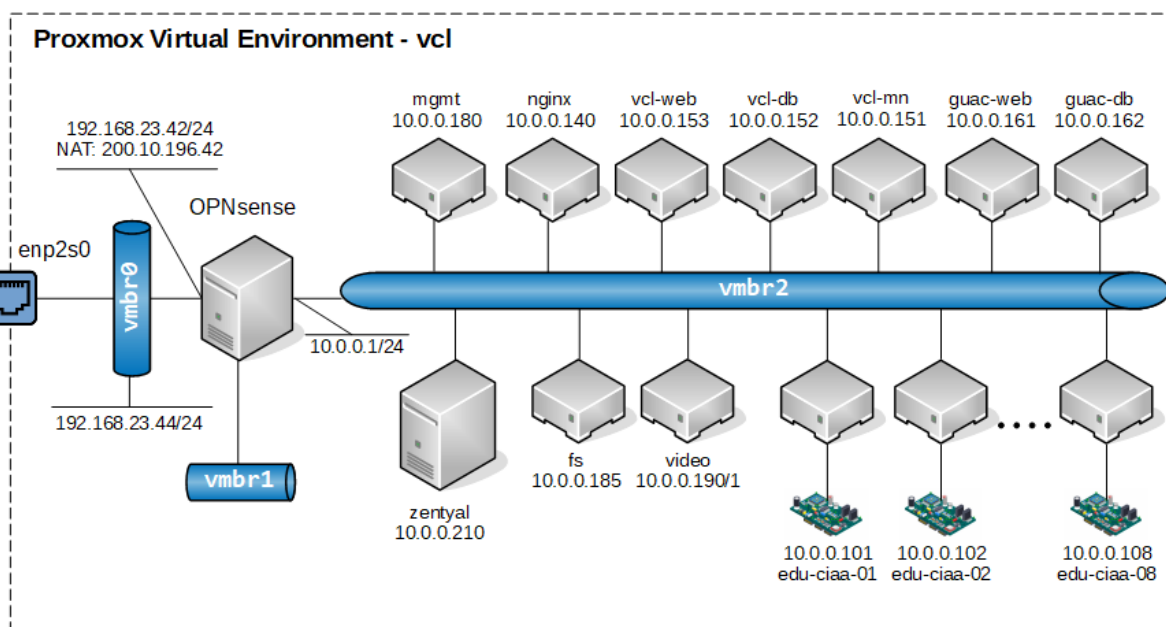 Proxmox Virtual Environment - vcl
mgmt
10.0.0.180
nginx
10.0.0.140
vcl-web
10.0.0.153
vcl-db
10.0.0.152
vcl-mn
10.0.0.151
guac-web
10.0.0.161
guac-db
10.0.0.162
192.168.23.42/24
NAT: 200.10.196.42
OPNsense
enp2s0
vmbr0
vmbr2
10.0.0.1/24
192.168.23.44/24
vmbr1
zentyal
10.0.0.210
fs
10.0.0.185
video
10.0.0.190/1
10.0.0.101
edu-ciaa-01
10.0.0.102
edu-ciaa-02
....
10.0.0.108
edu-ciaa-08